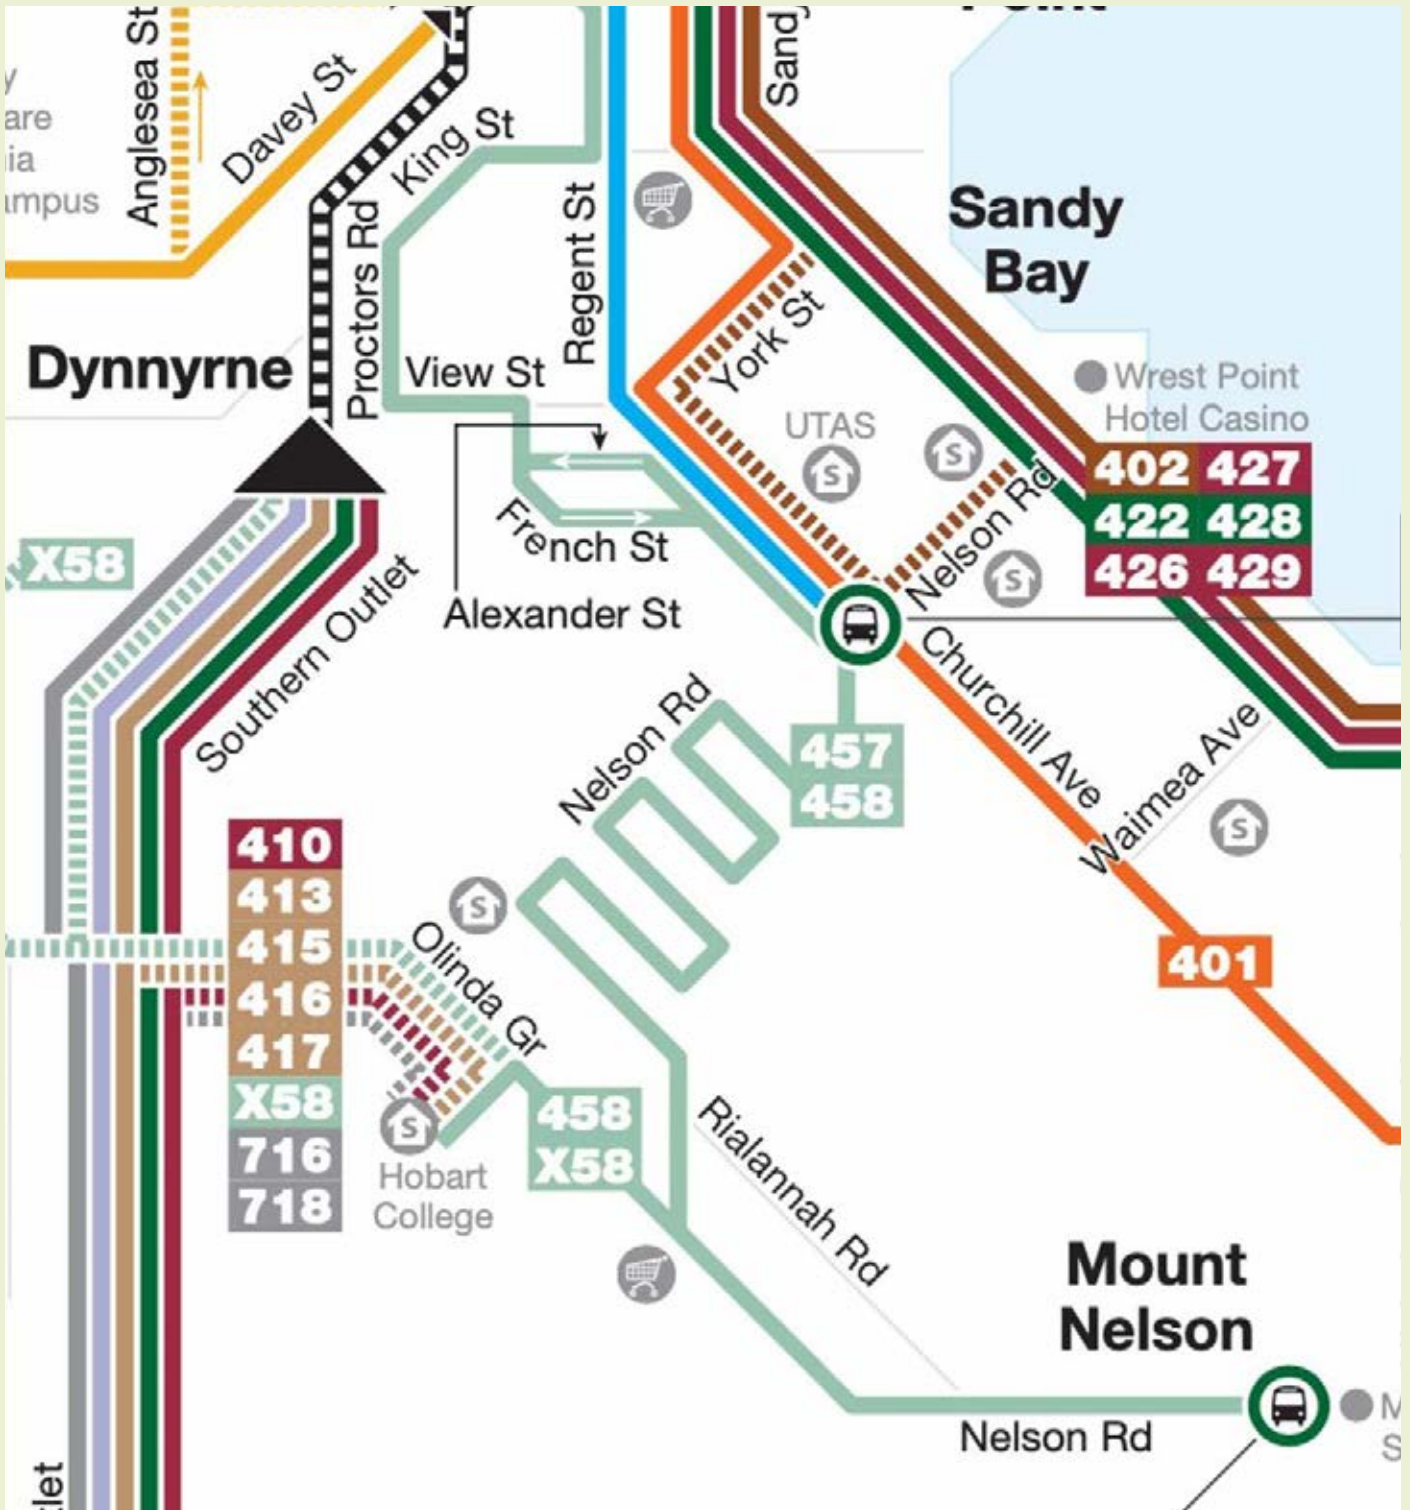 Anglesea St
Davey St
are
ia
ampus
King St
Proctors Rd
Regent St
Sandy
Bay
York St
Dynnyrne
View St
Wrest Point
Hotel Casino
UTAS
402 427
422 428
426 429
Nelson Rd
French St
X58
Alexander St
Southern Outlet
Churchill Ave
Waimea Ave
Nelson Rd
457
458
410
413
415
416
417
X58
716
718
Olinda Gr
401
458
X58
Hobart
College
Rialannah Rd
Mount
Nelson
Nelson Rd